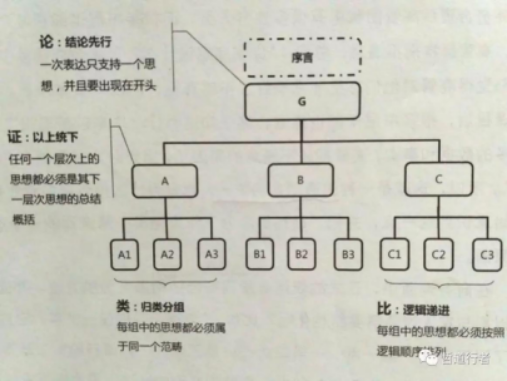 论：结论先行
一次表达只支持一个思
想，并且要出现在开头
序言
G
证：以上统下
任何一个层次上的
思想都必须是其下
一层次思想的总结
概括
A
B
C
A1
A2
A3
B1
B2
B3
C1
C2
C3
类：归类分组
每组中的思想都必须属
于同一个范畴
比：逻辑递进
每组中的思想都必须按照
逻辑顺序排列